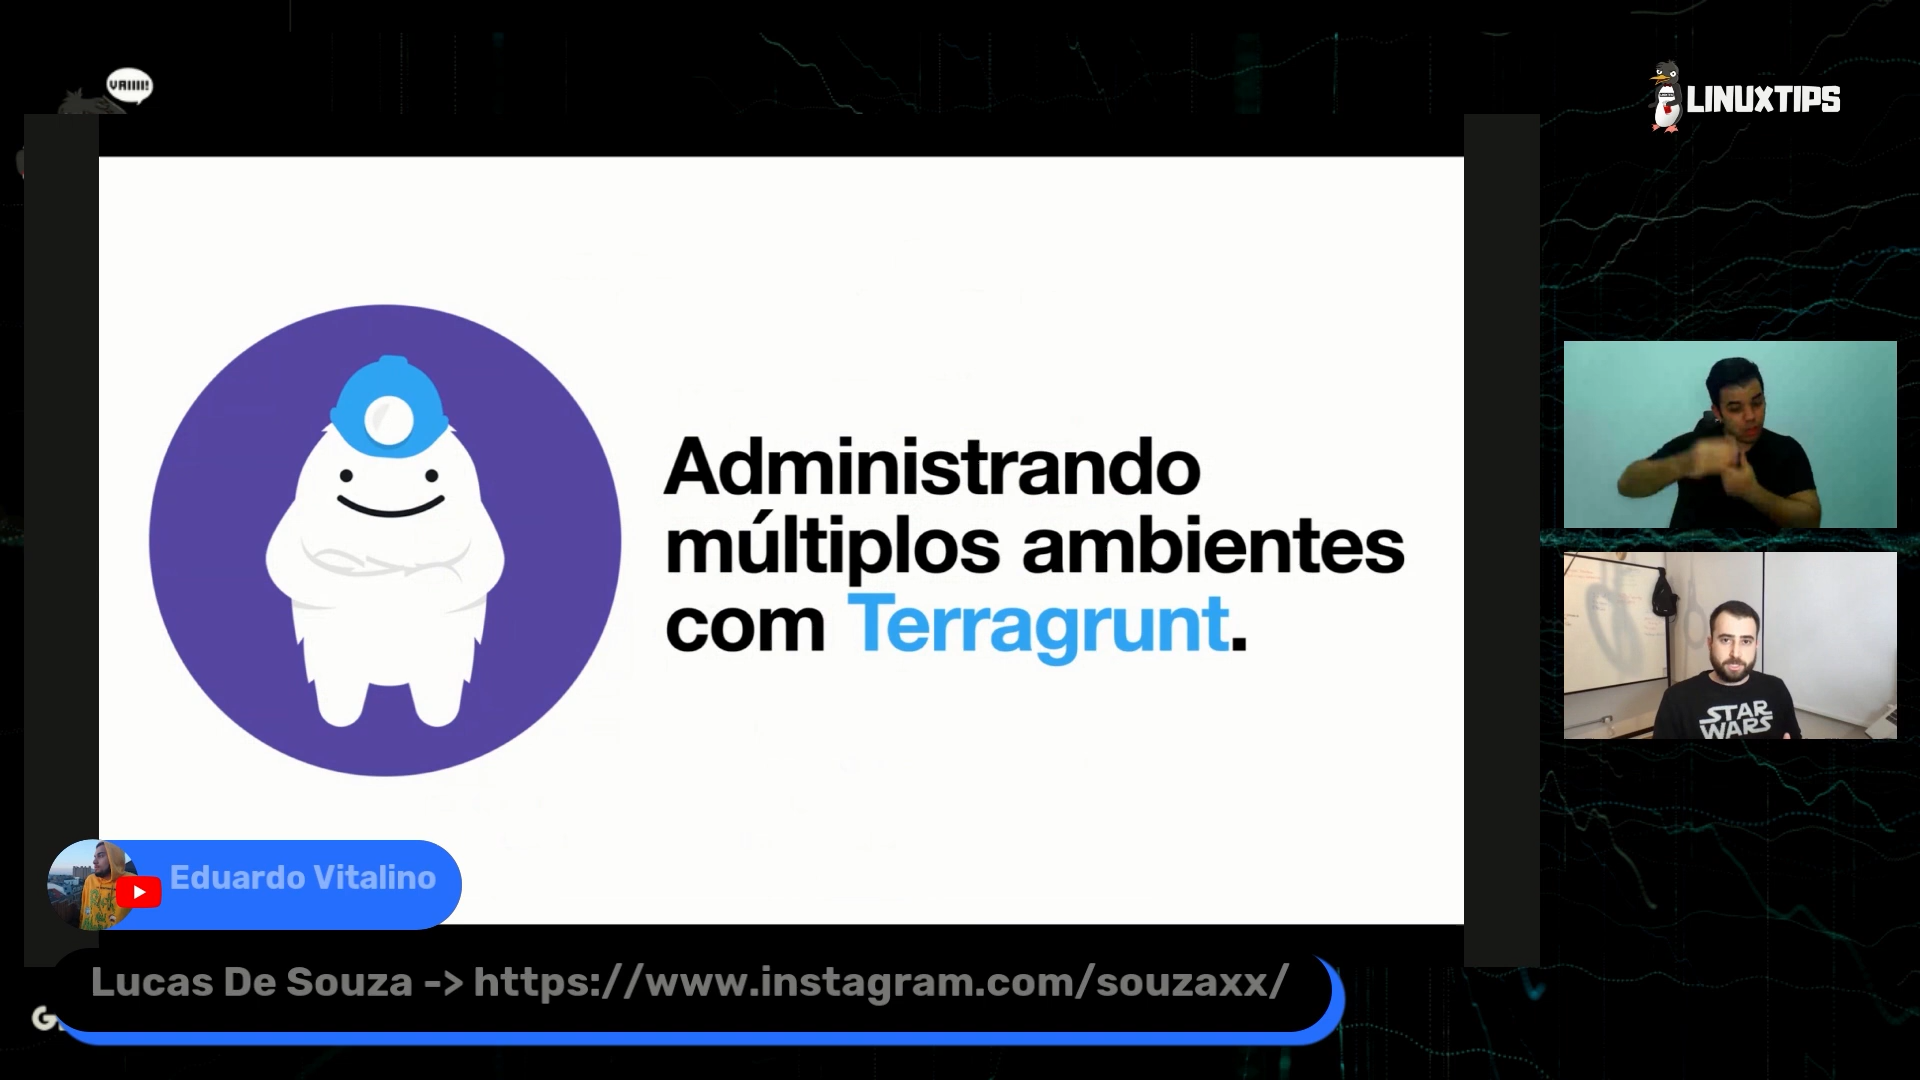 VAIIII!
LINUXTIPS
Administrando
múltiplos ambientes
com Terragrunt.
STAR
WARS
Eduardo Vitalino
Lucas De Souza -> https://www.instagram.com/souzaxx/